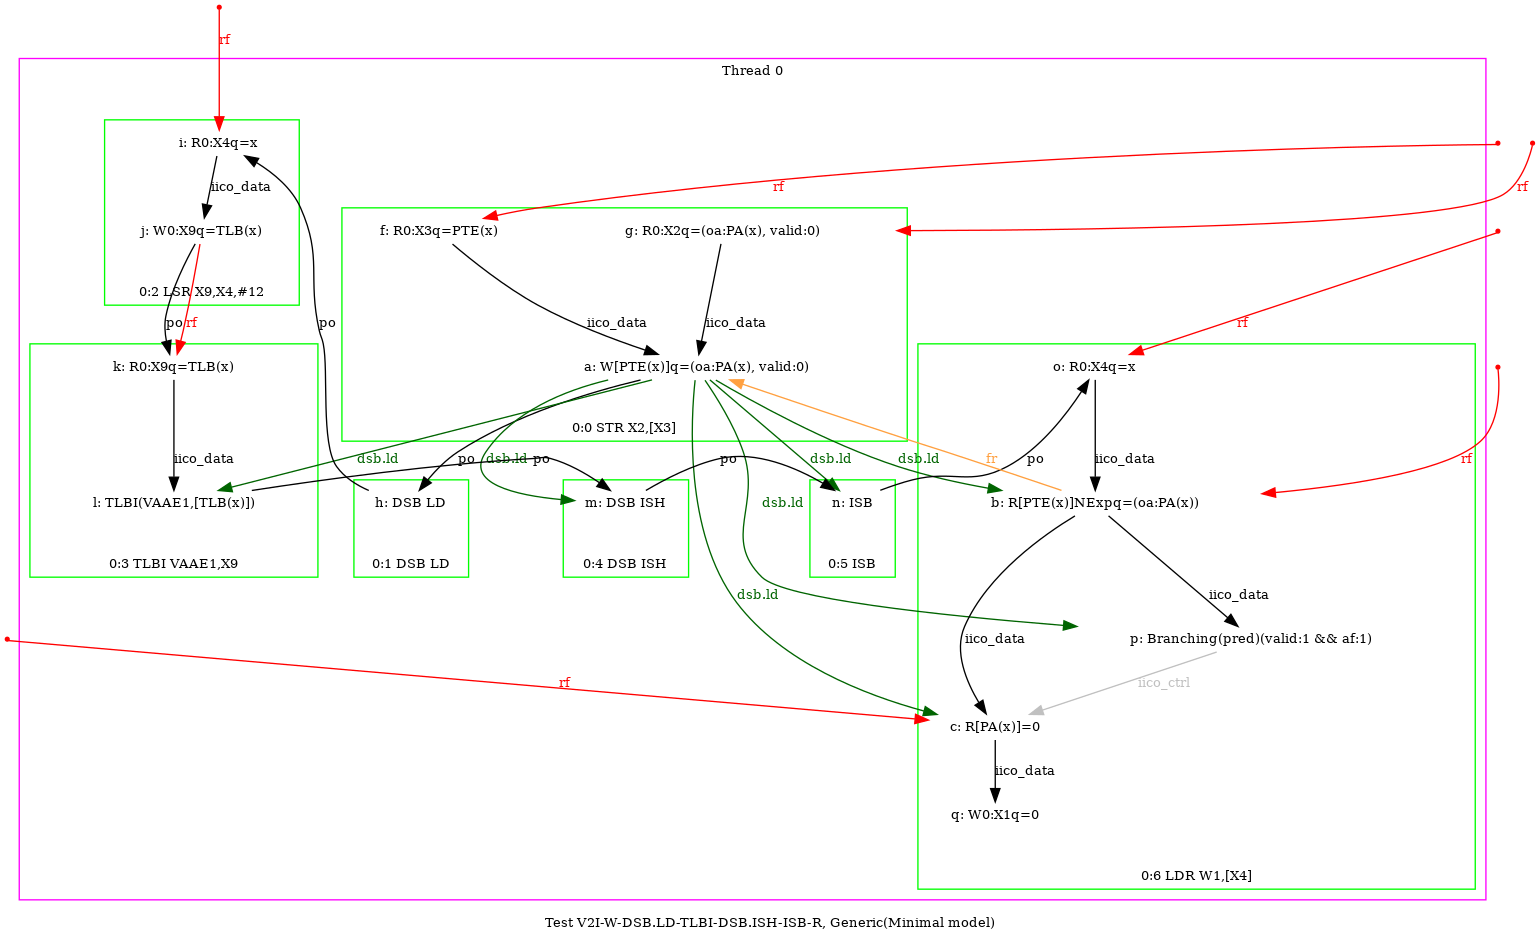 rf
Thread 0
i: R0:X4q=x
iico_data
rf
rf
j: W0:X9q=TLB(x)
f: R0:X3q=PTE(x)
g: R0:X2q=(oa:PA(x), valid:0)
0:2 LSR X9,X4,#12
po
rf
po
iico_data
iico_data
rf
k: R0:X9q=TLB(x)
a: W[PTE(x)]q=(oa:PA(x), valid:0)
o: R0:X4q=x
0:0 STR X2,[X3]
iico_data
dsb.ld
po
dsb.ld
po
po
dsb.ld
dsb.ld
fr
po
iico_data
rf
l: TLBI(VAAE1,[TLB(x)])
h: DSB LD
m: DSB ISH
dsb.ld
n: ISB
b: R[PTE(x)]NExpq=(oa:PA(x))
0:3 TLBI VAAE1,X9
0:1 DSB LD
0:4 DSB ISH
0:5 ISB
dsb.ld
iico_data
iico_data
p: Branching(pred)(valid:1 && af:1)
rf
iico_ctrl
c: R[PA(x)]=0
iico_data
q: W0:X1q=0
0:6 LDR W1,[X4]
Test V2I-W-DSB.LD-TLBI-DSB.ISH-ISB-R, Generic(Minimal model)